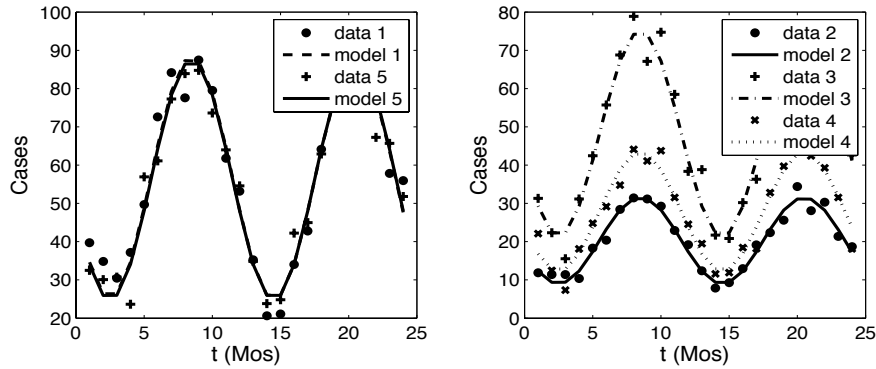 100
90
80
70
60
50
40
30
20
0
5
10
15
20
25
Cases
t (Mos)
data 1
model 1
data 5
model 5
80
70
60
50
40
30
20
10
0
0
5
10
15
20
25
Cases
t (Mos)
data 2
model 2
data 3
model 3
data 4
model 4